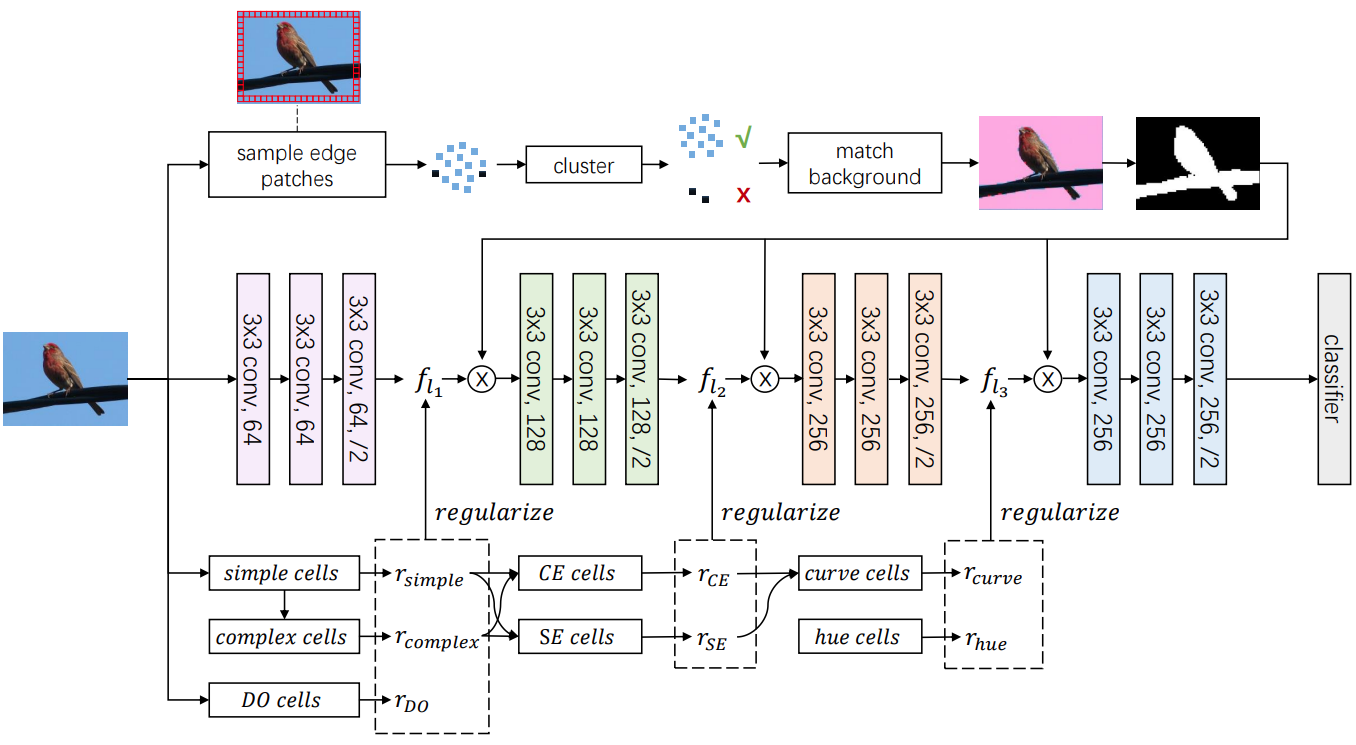 sample edge
patches
cluster
√
x
match
background
3x3 conv, 64
3x3 conv, 64
3x3 conv, 64, /2
f_{l_1}
X
3x3 conv, 128
3x3 conv, 128
3x3 conv, 128, /2
f_{l_2}
X
3x3 conv, 256
3x3 conv, 256
3x3 conv, 256, /2
f_{l_3}
X
3x3 conv, 256
3x3 conv, 256
3x3 conv, 256, /2
classifier
regularize
regularize
regularize
simple cells
r_{simple}
CE cells
r_{CE}
curve cells
r_{curve}
complex cells
r_{complex}
SE cells
r_{SE}
hue cells
r_{hue}
DO cells
r_{DO}